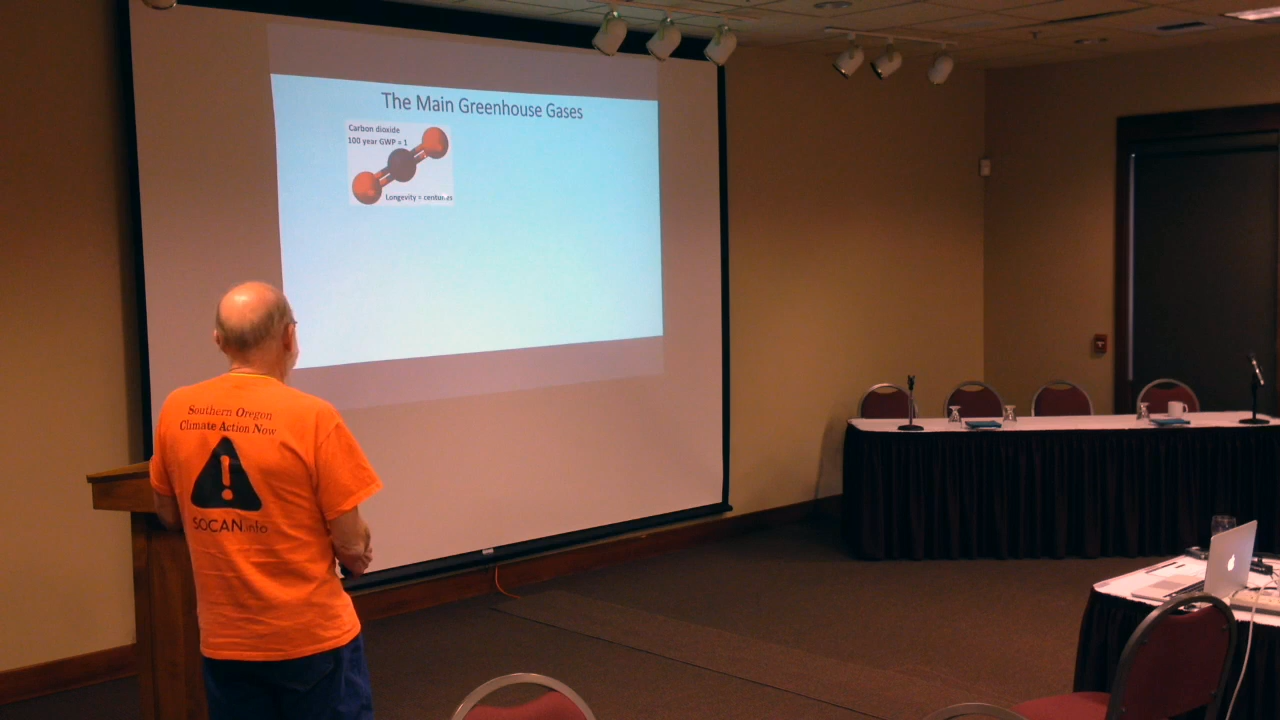 The Main Greenhouse Gases
Carbon dioxide
100 year GWP = 1
Longevity = centuries
Southern Oregon
Climate Action Now
!
SOCAN.info